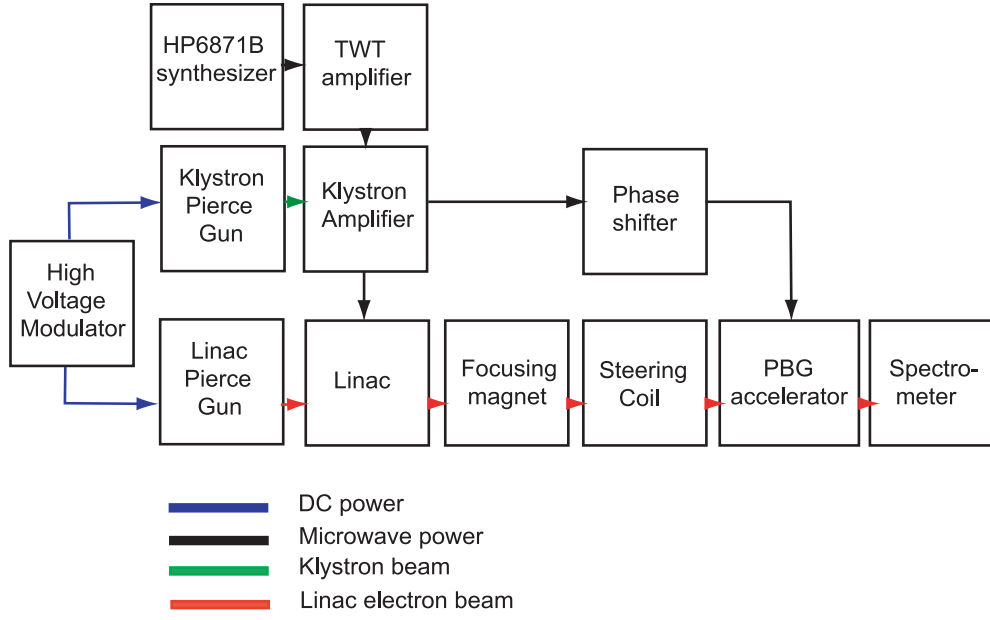 HP6871B
synthesizer
TWT
amplifier
Klystron
Pierce
Gun
Klystron
Amplifier
Phase
shifter
High
Voltage
Modulator
Linac
Pierce
Gun
Linac
Focusing
magnet
Steering
Coil
PBG
accelerator
Spectro-
meter
DC power
Microwave power
Klystron beam
Linac electron beam